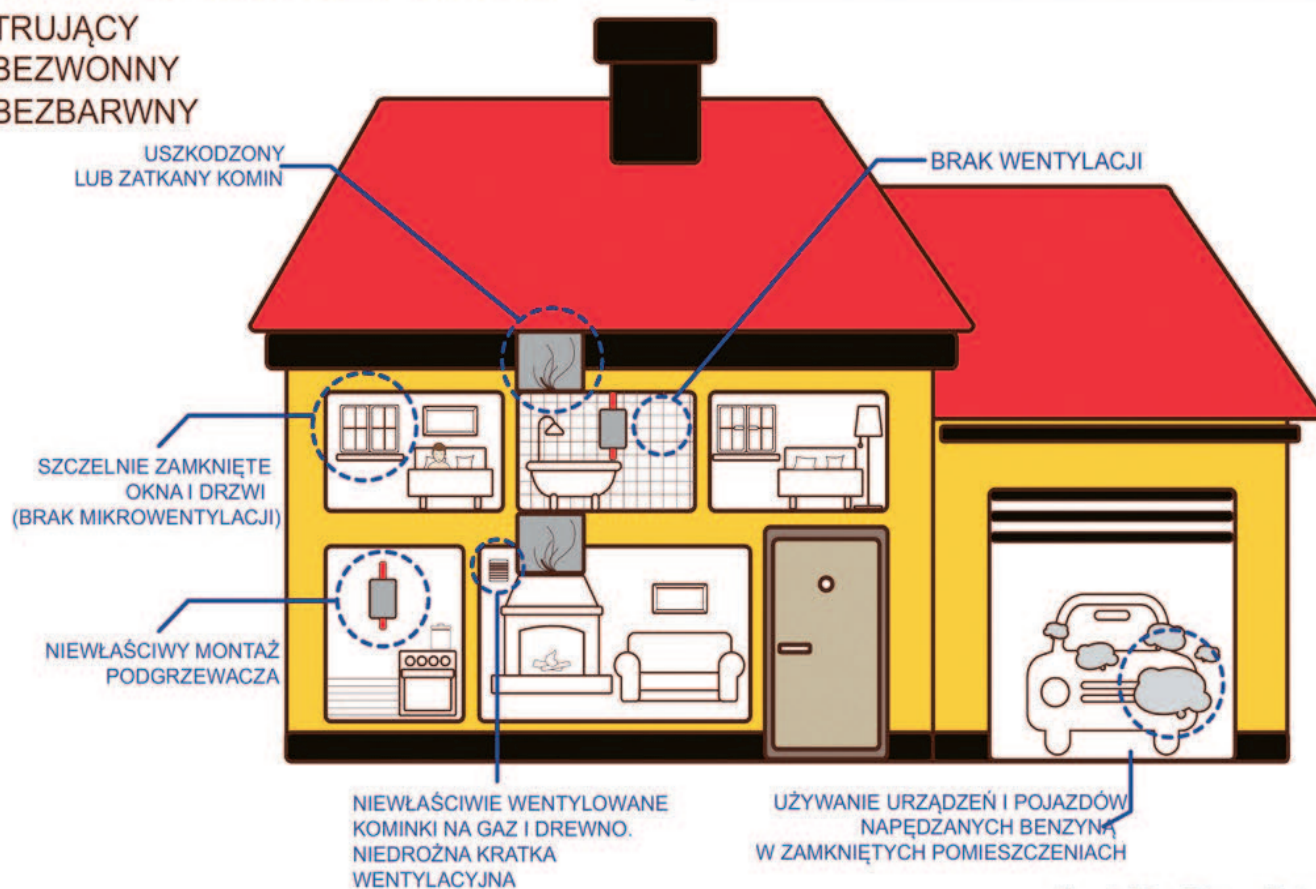 TRUJĄCY
BEZWONNY
BEZBARWNY
USZKODZONY
LUB ZATKANY KOMIN
BRAK WENTYLACJI
SZCZELNIE ZAMKNIĘTE
OKNA I DRZWI
(BRAK MIKROWENTYLACJI)
NIEWŁAŚCIWY MONTAŻ
PODGRZEWACZA
NIEWŁAŚCIWIE WENTYLOWANE
KOMINKI NA GAZ I DREWNO.
NIEDROŻNA KRATKA
WENTYLACYJNA
UŻYWANIE URZĄDZEŃ I POJAZDÓW
NAPĘDZANYCH BENZYNĄ
W ZAMKNIĘTYCH POMIESZCZENIACH